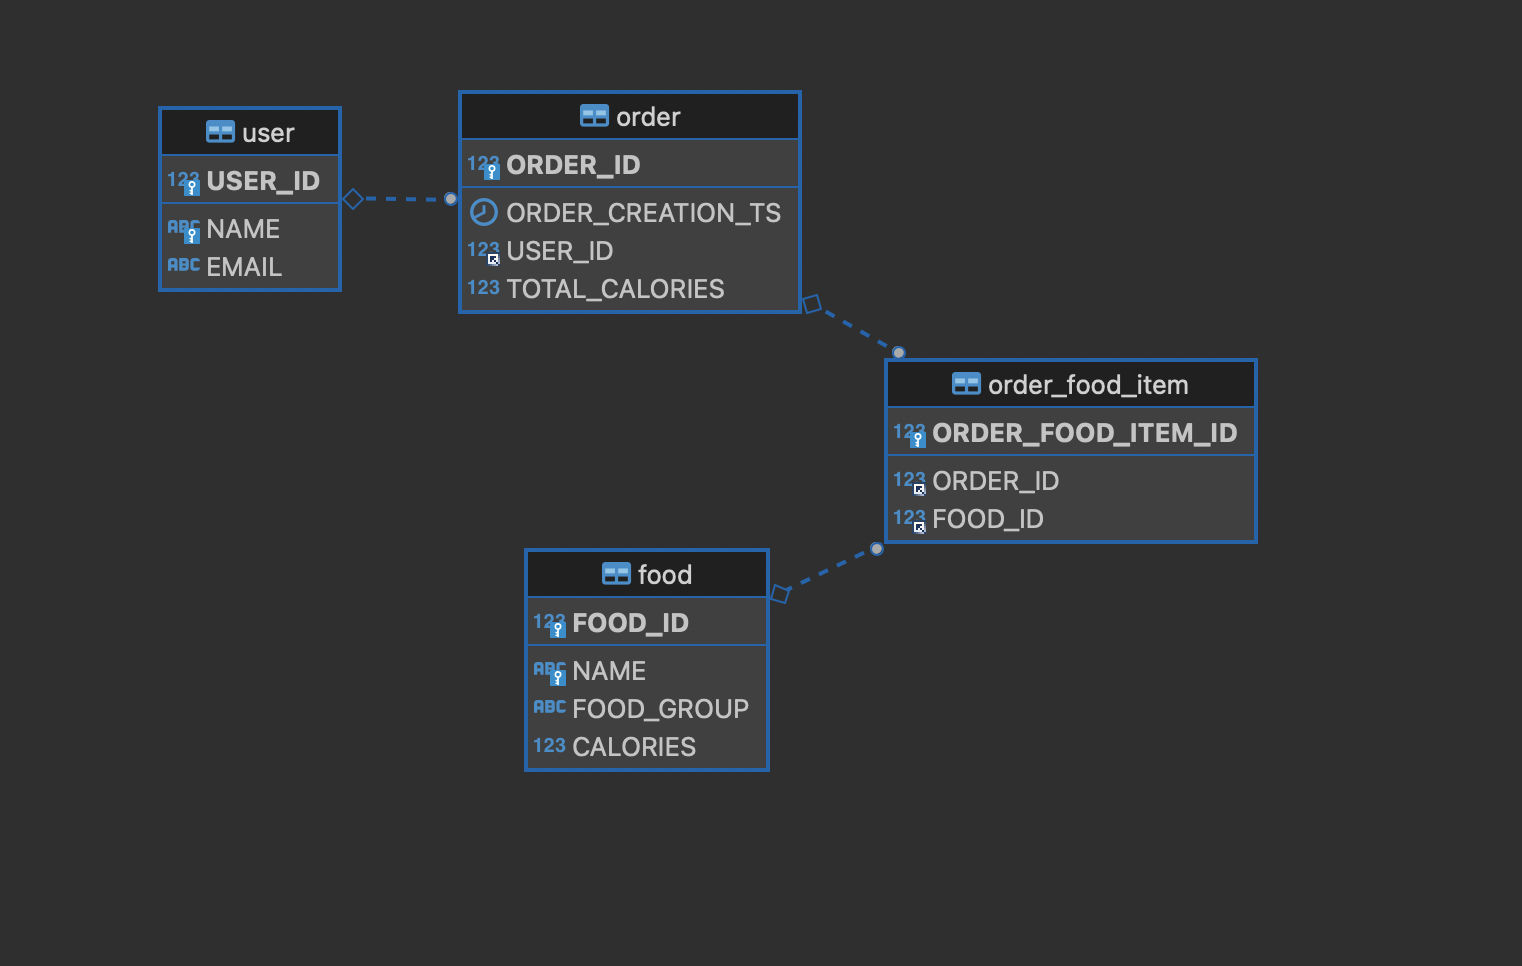 user
123 USER_ID
ABC NAME
ABC EMAIL
order
123 ORDER_ID
ORDER_CREATION_TS
123 USER_ID
123 TOTAL_CALORIES
order_food_item
123 ORDER_FOOD_ITEM_ID
123 ORDER_ID
123 FOOD_ID
food
123 FOOD_ID
ABC NAME
ABC FOOD_GROUP
123 CALORIES